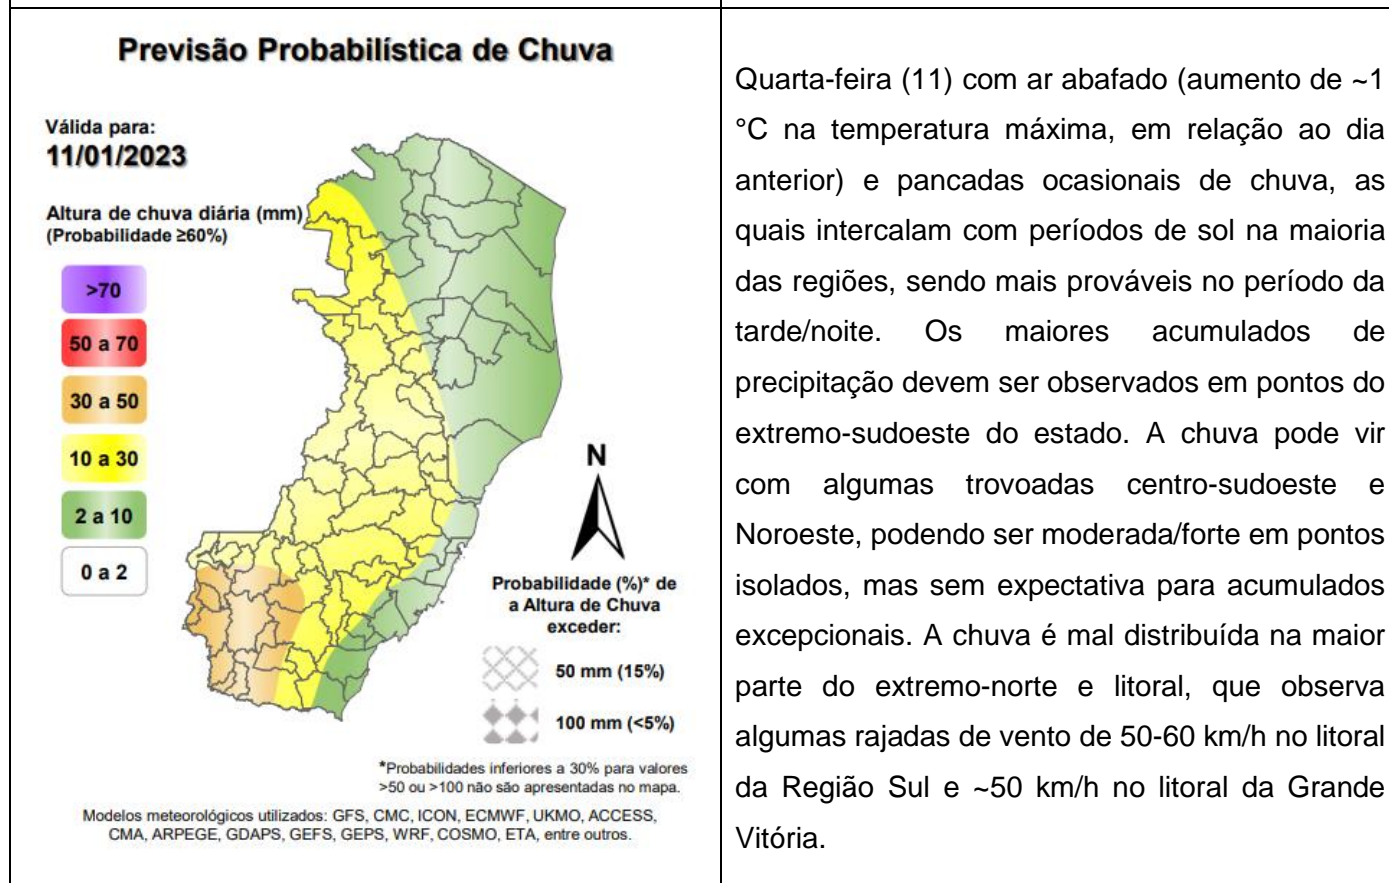 Previsão Probabilística de Chuva
Válida para:
11/01/2023
Altura de chuva diária (mm)
(Probabilidade ≥60%)
>70
50 a 70
30 a 50
10 a 30
2 a 10
0 a 2
N
Probabilidade (%)* de
a Altura de Chuva
exceder:
50 mm (15%)
100 mm (<5%)
*Probabilidades inferiores a 30% para valores
>50 ou >100 não são apresentadas no mapa.
Modelos meteorológicos utilizados: GFS, CMC, ICON, ECMWF, UKMO, ACCESS,
CMA, ARPEGE, GDAPS, GEFS, GEPS, WRF, COSMO, ETA, entre outros.
Quarta-feira (11) com ar abafado (aumento de ~1
°C na temperatura máxima, em relação ao dia
anterior) e pancadas ocasionais de chuva, as
quais intercalam com períodos de sol na maioria
das regiões, sendo mais prováveis no período da
tarde/noite. Os maiores acumulados de
precipitação devem ser observados em pontos do
extremo-sudoeste do estado. A chuva pode vir
com algumas trovoadas centro-sudoeste e
Noroeste, podendo ser moderada/forte em pontos
isolados, mas sem expectativa para acumulados
excepcionais. A chuva é mal distribuída na maior
parte do extremo-norte e litoral, que observa
algumas rajadas de vento de 50-60 km/h no litoral
da Região Sul e ~50 km/h no litoral da Grande
Vitória.